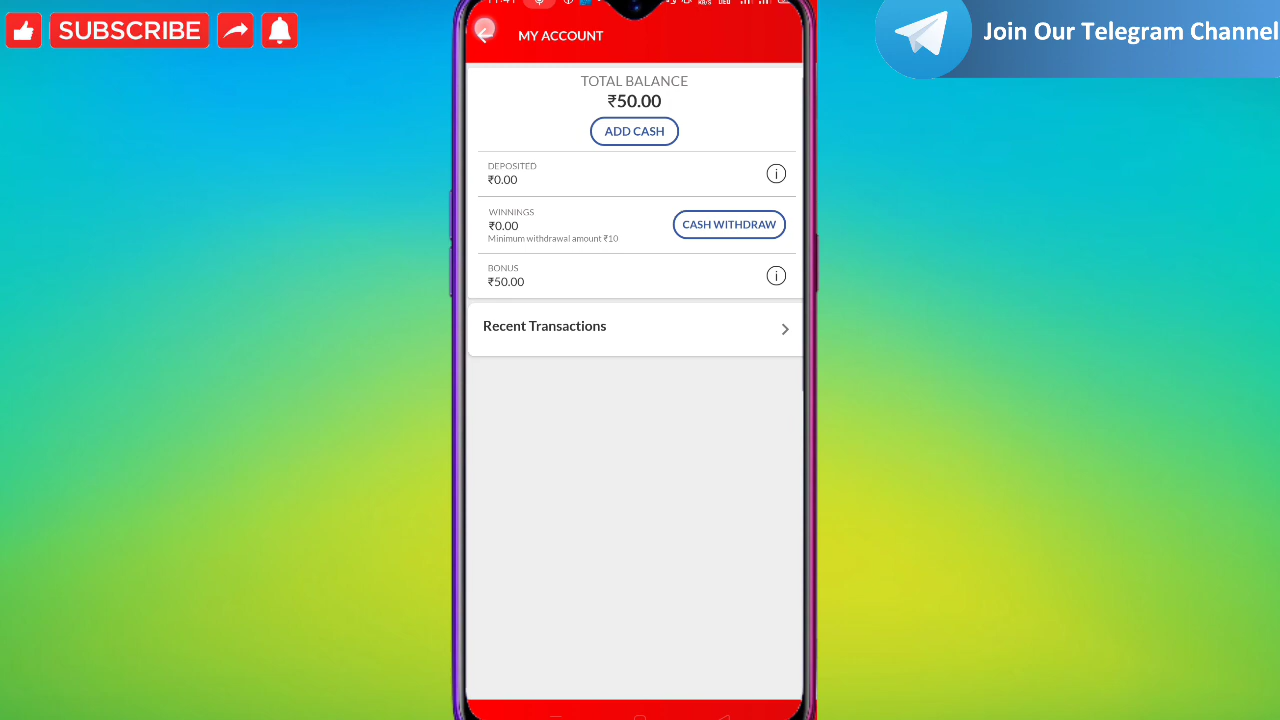 SUBSCRIBE
Join Our Telegram Channel
MY ACCOUNT
TOTAL BALANCE
₹50.00
ADD CASH
DEPOSITED
₹0.00
WINNINGS
₹0.00
Minimum withdrawal amount ₹10
CASH WITHDRAW
BONUS
₹50.00
Recent Transactions